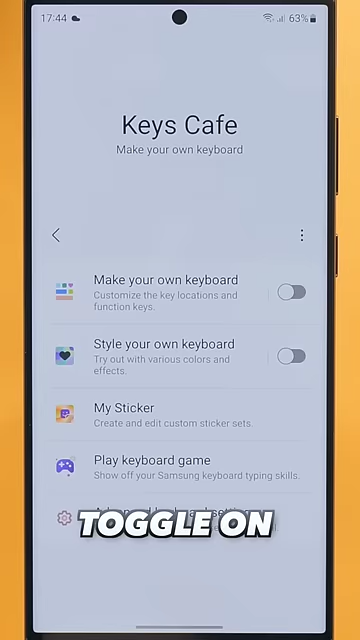 17:44
63%
Keys Cafe
Make your own keyboard
Make your own keyboard
Customize the key locations and
function keys.
Style your own keyboard
Try out with various colors and
effects.
My Sticker
Create and edit custom sticker sets.
Play keyboard game
Show off your Samsung keyboard typing skills.
TOGGLE ON